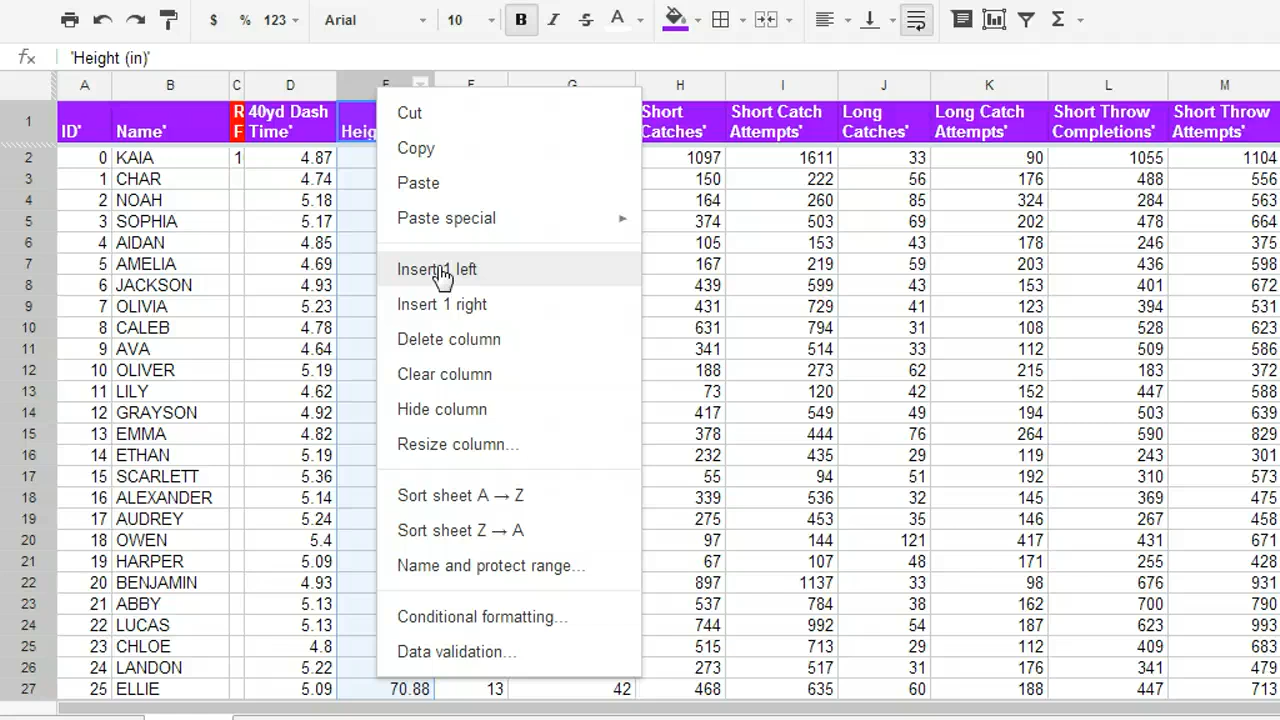 $ % 123 Arial 10 B I S A Σ
fx 'Height (in)'
A B C D E F G H I J K L M
1 ID* Name* R F 40yd Dash Time* Short Catches* Short Catch Attempts* Long Catches* Long Catch Attempts* Short Throw Completions* Short Throw Attempts*
2 0 KAIA 1 4.87 1097 1611 33 90 1055 1104
3 1 CHAR 4.74 150 222 56 176 488 556
4 2 NOAH 5.18 164 260 85 324 284 563
5 3 SOPHIA 5.17 374 503 69 202 478 664
6 4 AIDAN 4.85 105 153 43 178 246 375
7 5 AMELIA 4.69 167 219 59 203 436 598
8 6 JACKSON 4.93 439 599 43 153 401 672
9 7 OLIVIA 5.23 431 729 41 123 394 531
10 8 CALEB 4.78 631 794 31 108 528 623
11 9 AVA 4.64 341 514 33 112 509 586
12 10 OLIVER 5.19 188 273 62 215 183 372
13 11 LILY 4.62 73 120 42 152 447 588
14 12 GRAYSON 4.92 417 549 49 194 503 639
15 13 EMMA 4.82 378 444 76 264 590 829
16 14 ETHAN 5.19 232 435 29 119 243 301
17 15 SCARLETT 5.36 55 94 51 192 310 573
18 16 ALEXANDER 5.14 339 536 32 145 369 475
19 17 AUDREY 5.24 275 453 35 146 267 458
20 18 OWEN 5.4 97 144 121 417 431 671
21 19 HARPER 5.09 67 107 48 171 255 428
22 20 BENJAMIN 4.93 897 1137 33 98 676 931
23 21 ABBY 5.13 537 784 38 162 700 790
24 22 LUCAS 5.13 744 992 54 187 623 993
25 23 CHLOE 4.8 515 713 29 112 409 683
26 24 LANDON 5.22 273 517 31 176 341 479
27 25 ELLIE 5.09 70.88 13 42 468 635 60 188 447 713
Cut
Copy
Paste
Paste special
Insert 1 left
Insert 1 right
Delete column
Clear column
Hide column
Resize column...
Sort sheet A → Z
Sort sheet Z → A
Name and protect range...
Conditional formatting...
Data validation...